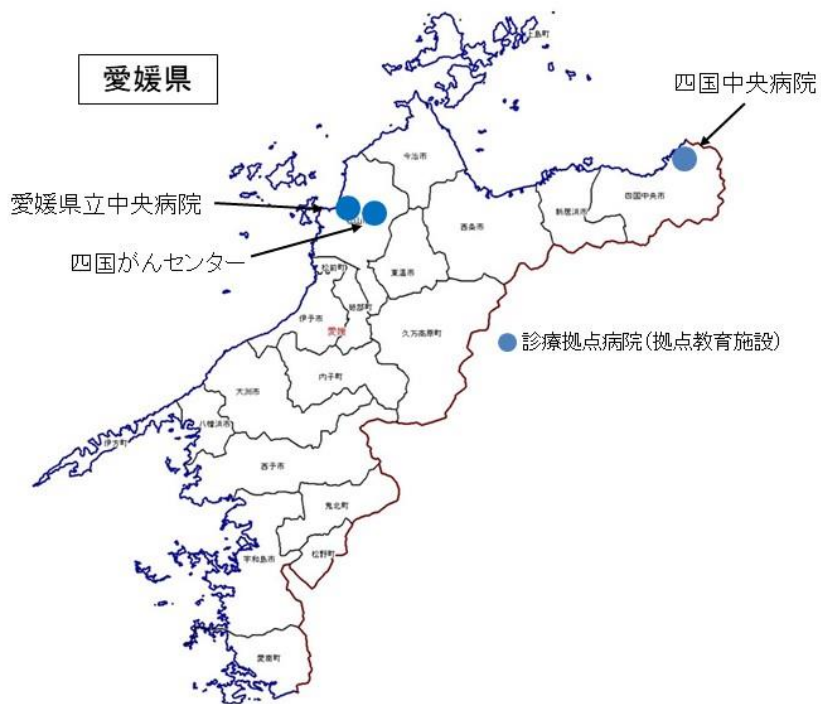 上島町
愛媛県
四国中央病院
今治市
愛媛県立中央病院
四国中央市
新居浜市
西条市
四国がんセンター
松前町
東温市
砥部町
伊予市
愛媛
久万高原町
診療拠点病院(拠点教育施設)
内子町
大洲市
八幡浜市
伊方町
西予市
鬼北町
松野町
宇和島市
愛南町